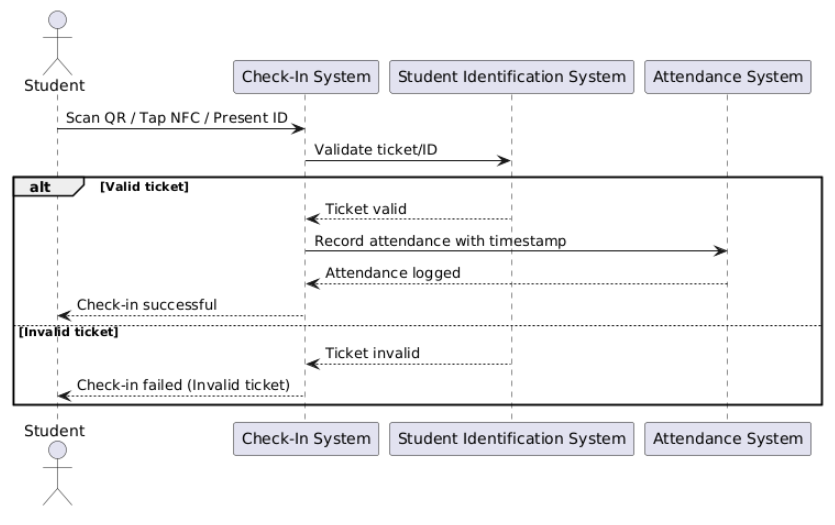 Student
Check-In System
Student Identification System
Attendance System
Scan QR / Tap NFC / Present ID
Validate ticket/ID
alt
[Valid ticket]
Ticket valid
Record attendance with timestamp
Attendance logged
Check-in successful
[Invalid ticket]
Ticket invalid
Check-in failed (Invalid ticket)
Student
Check-In System
Student Identification System
Attendance System